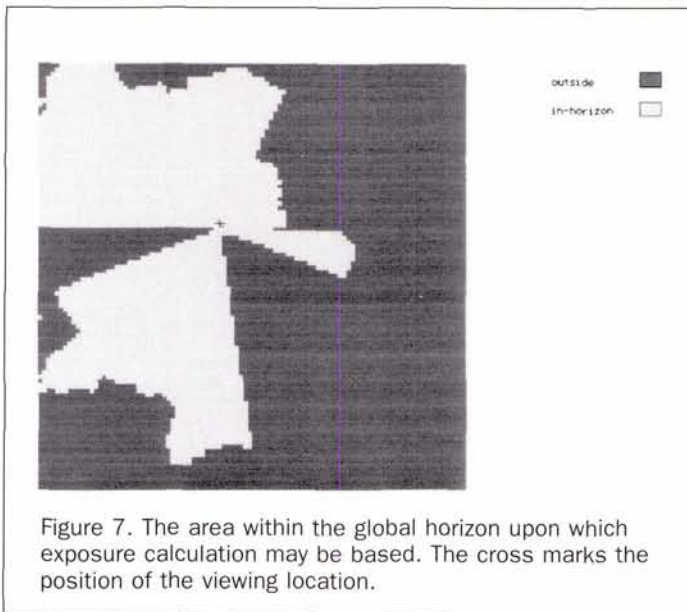 outside
in-horizon
Figure 7. The area within the global horizon upon which
exposure calculation may be based. The cross marks the
position of the viewing location.